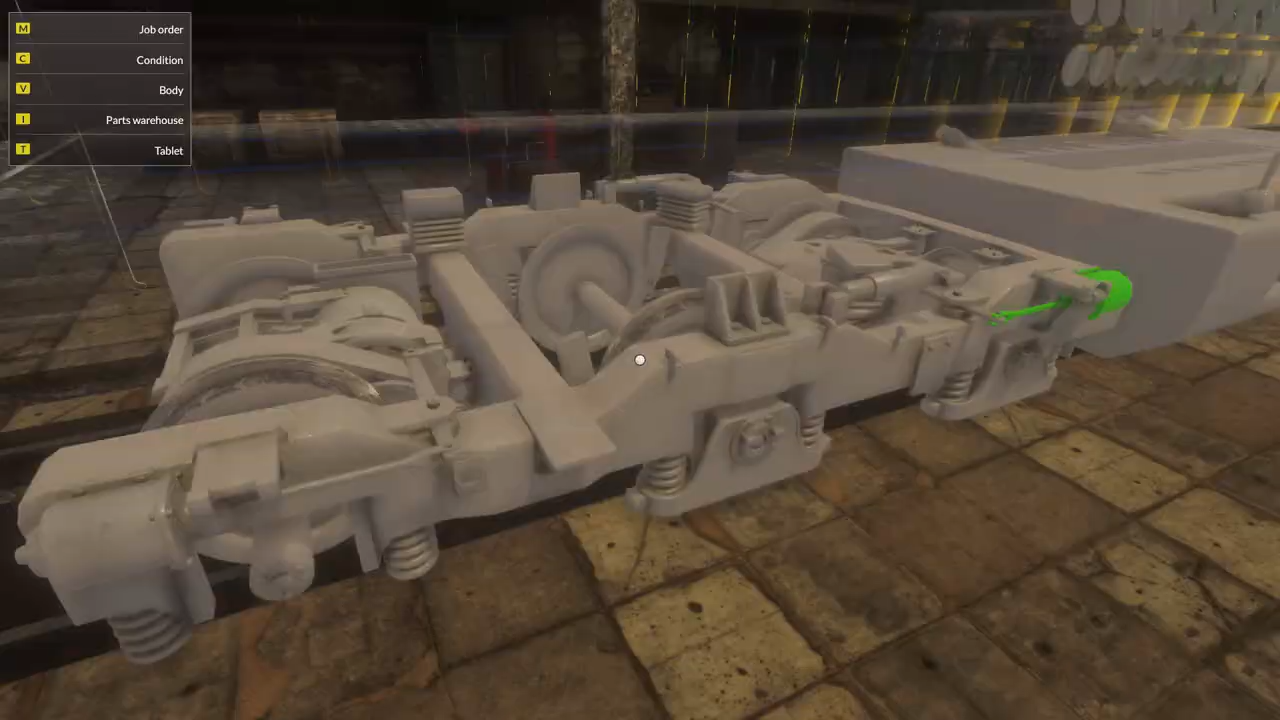 M Job order
C Condition
V Body
I Parts warehouse
T Tablet